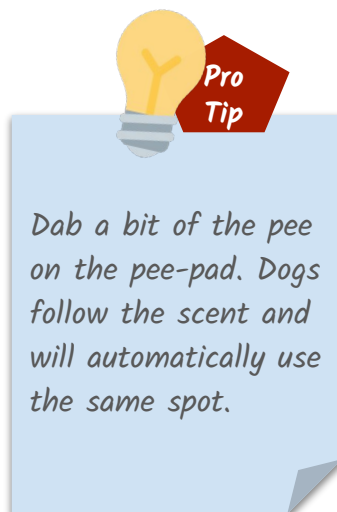 Pro
Tip
Dab a bit of the pee
on the pee-pad. Dogs
follow the scent and
will automatically use
the same spot.